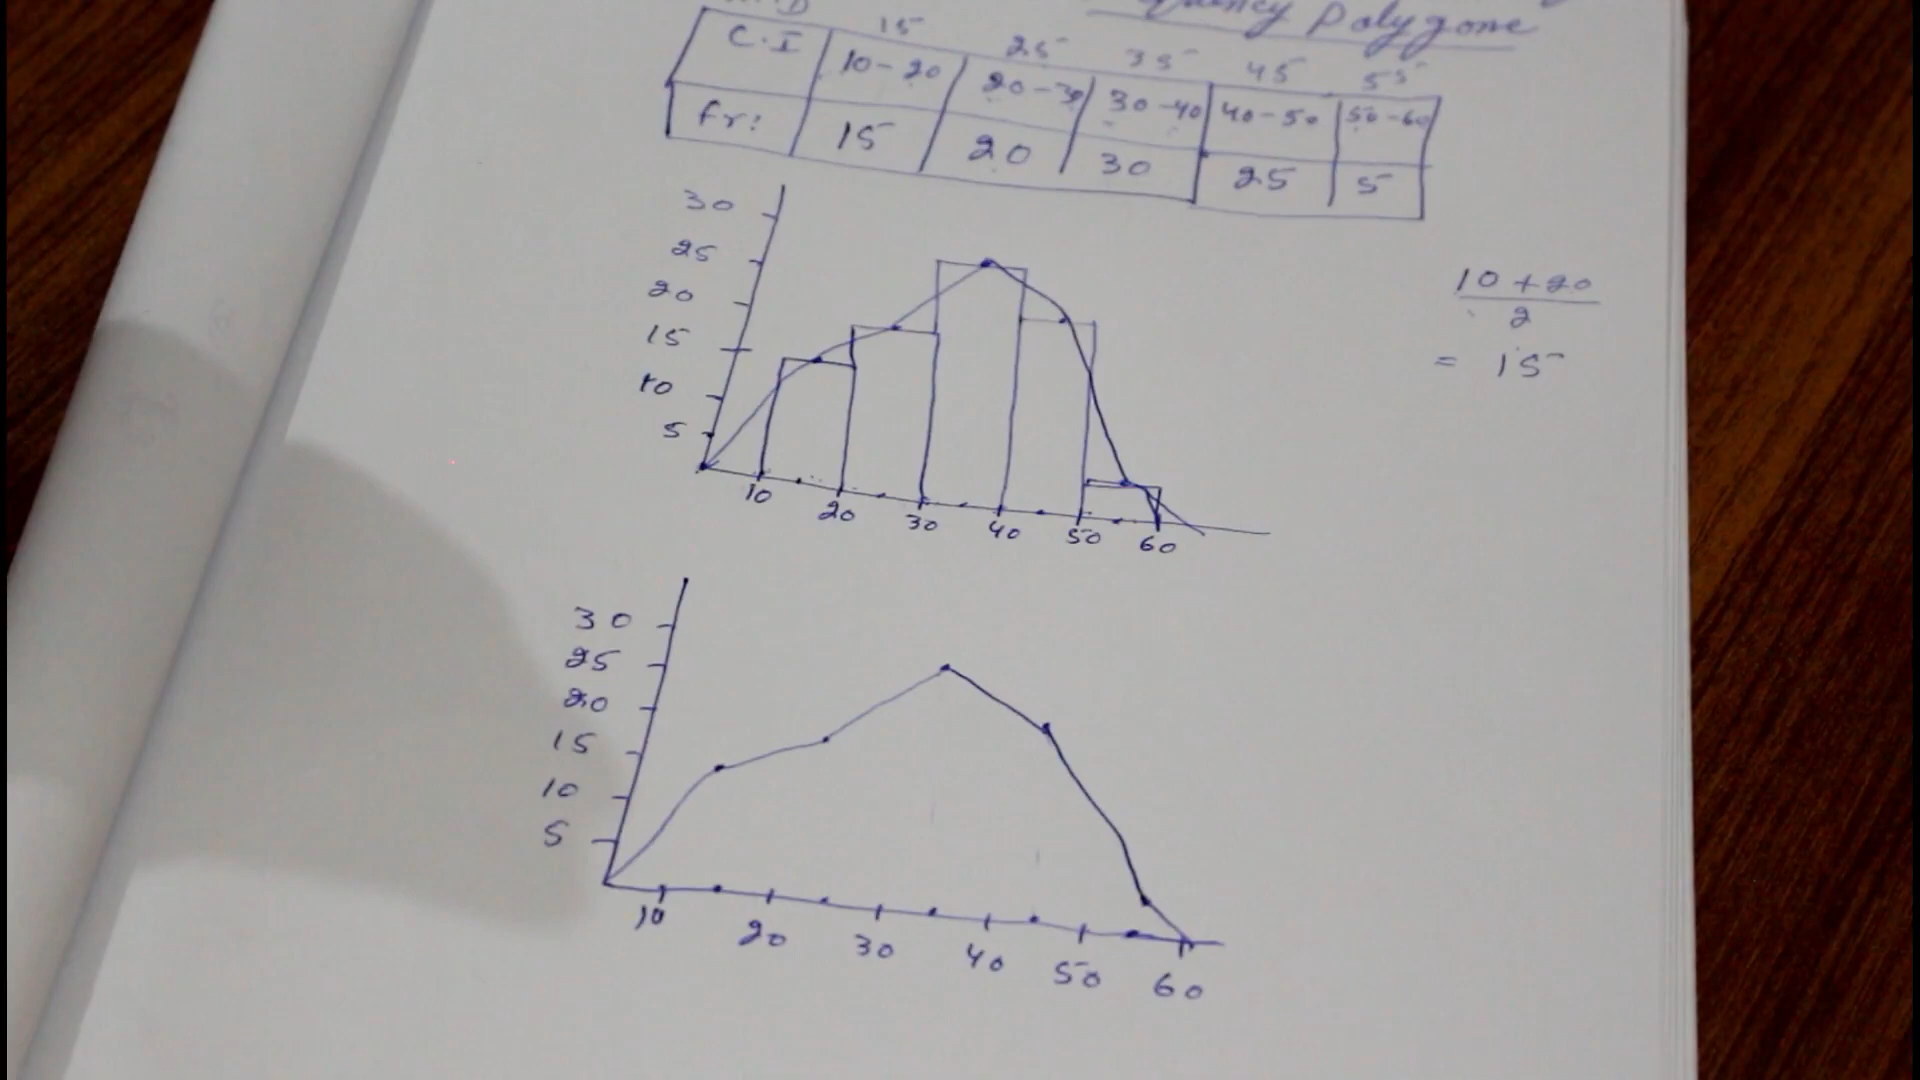 Polygone
15 25 35 45 55
C.I 10-20 20-30 30-40 40-50 50-60
fr: 15 20 30 25 5
30
25
20
15
10
5
10 20 30 40 50 60
10 + 20
2
= 15
30
25
20
15
10
5
10 20 30 40 50 60